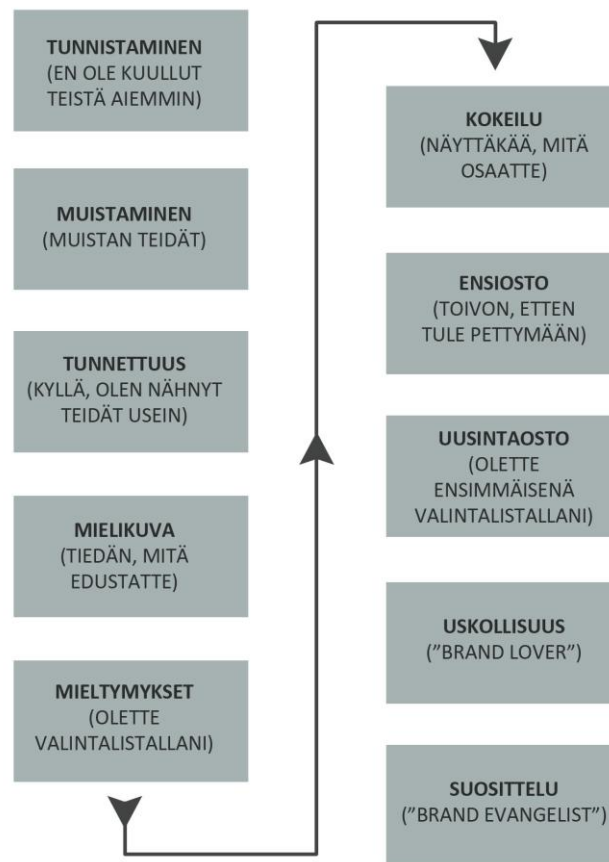 TUNNISTAMINEN
(EN OLE KUULLUT
TEISTÄ AIEMMIN)
MUISTAMINEN
(MUISTAN TEIDÄT)
TUNNETTUUS
(KYLLÄ, OLEN NÄHNYT
TEIDÄT USEIN)
MIELIKUVA
(TIEDÄN, MITÄ
EDUSTATTE)
MIELTYMYKSET
(OLETTE
VALINTALISTALLANI)
KOKEILU
(NÄYTTÄKÄÄ, MITÄ
OSAATTE)
ENSIOSTO
(TOIVON, ETTEN
TULE PETTYMÄÄN)
UUSINTAOSTO
(OLETTE
ENSIMMÄISENÄ
VALINTALISTALLANI)
USKOLLISUUS
(”BRAND LOVER”)
SUOSITTELU
(”BRAND EVANGELIST”)